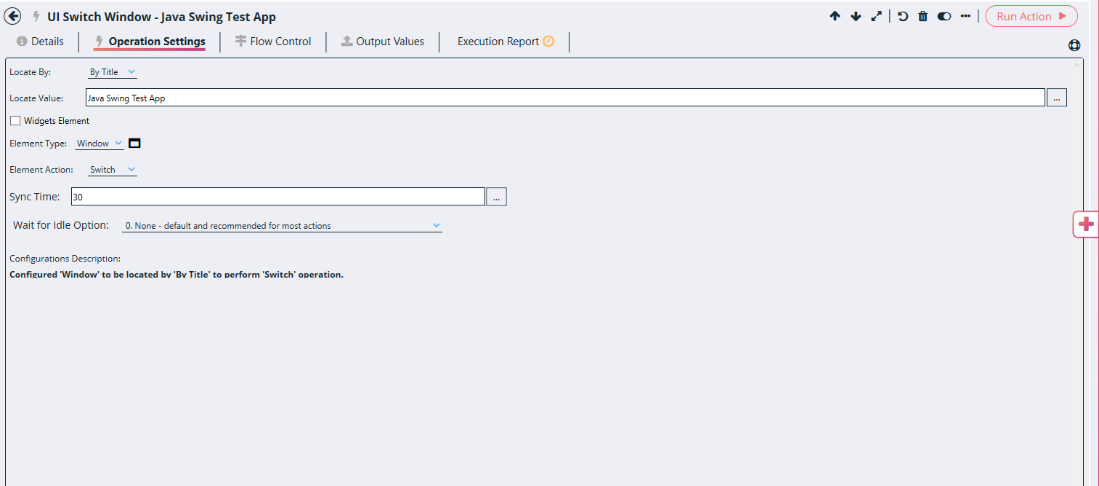 UI Switch Window - Java Swing Test App
Run Action
Details
Operation Settings
Flow Control
Output Values
Execution Report
Locate By:
By Title
Locate Value:
Java Swing Test App
...
Widgets Element
Element Type:
Window
Element Action:
Switch
Sync Time:
30
...
Wait for Idle Option:
0. None - default and recommended for most actions
Configurations Description:
Configured 'Window' to be located by 'By Title' to perform 'Switch' operation.